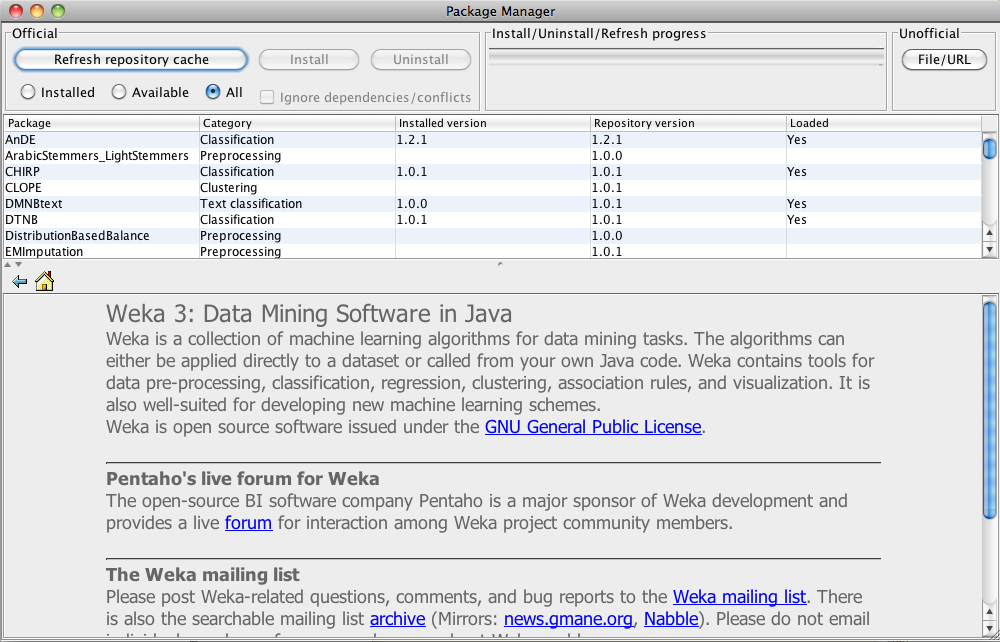 Package Manager
Official
Install/Uninstall/Refresh progress
Unofficial
Refresh repository cache
Install
Uninstall
File/URL
Installed
Available
All
Ignore dependencies/conflicts
Package Category Installed version Repository version Loaded
AnDE Classification 1.2.1 1.2.1 Yes
ArabicStemmers_LightStemmers Preprocessing 1.0.0
CHIRP Classification 1.0.1 1.0.1 Yes
CLOPE Clustering 1.0.1
DMNBtext Text classification 1.0.0 1.0.1 Yes
DTNB Classification 1.0.1 1.0.1 Yes
DistributionBasedBalance Preprocessing 1.0.0
EMImputation Preprocessing 1.0.1
Weka 3: Data Mining Software in Java
Weka is a collection of machine learning algorithms for data mining tasks. The algorithms can
either be applied directly to a dataset or called from your own Java code. Weka contains tools for
data pre-processing, classification, regression, clustering, association rules, and visualization. It is
also well-suited for developing new machine learning schemes.
Weka is open source software issued under the GNU General Public License.
Pentaho's live forum for Weka
The open-source BI software company Pentaho is a major sponsor of Weka development and
provides a live forum for interaction among Weka project community members.
The Weka mailing list
Please post Weka-related questions, comments, and bug reports to the Weka mailing list. There
is also the searchable mailing list archive (Mirrors: news.gmane.org, Nabble). Please do not email